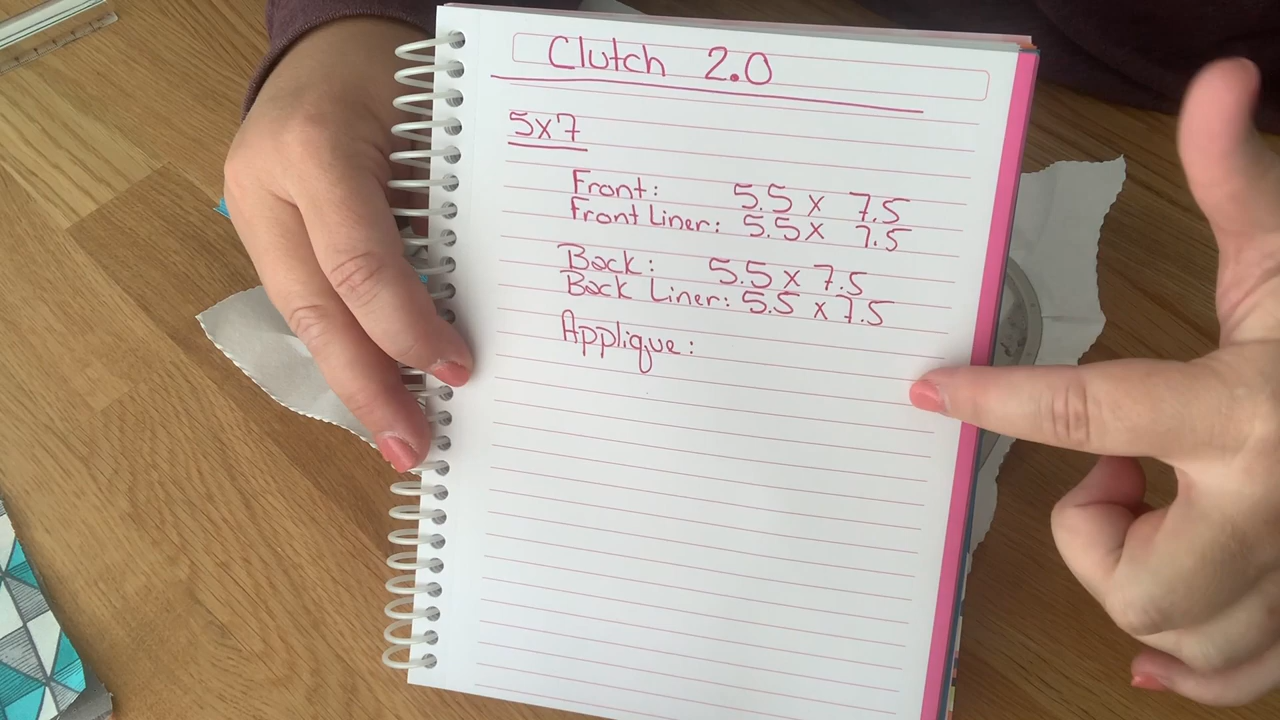 Clutch 2.0
5x7
Front: 5.5 x 7.5
Front Liner: 5.5 x 7.5
Back: 5.5 x 7.5
Back Liner: 5.5 x 7.5
Applique: